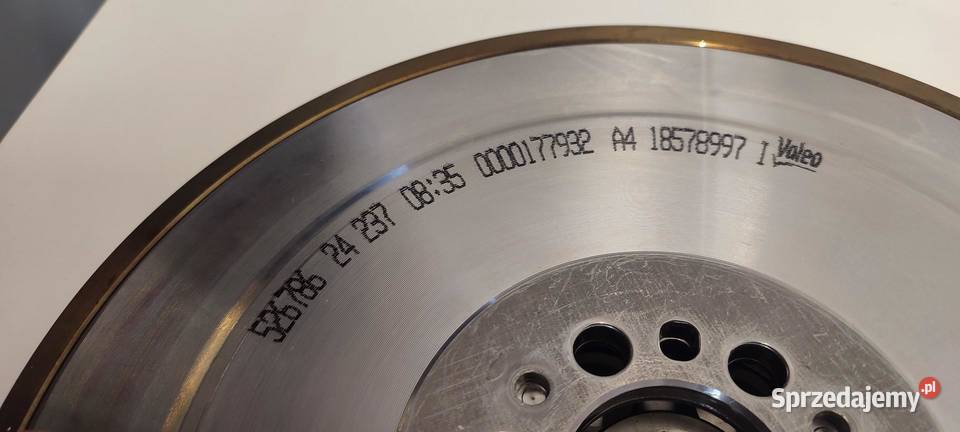 526786 24 237 08:35 0000177932 A4 18578997 I Valeo
Sprzedajemy.pl